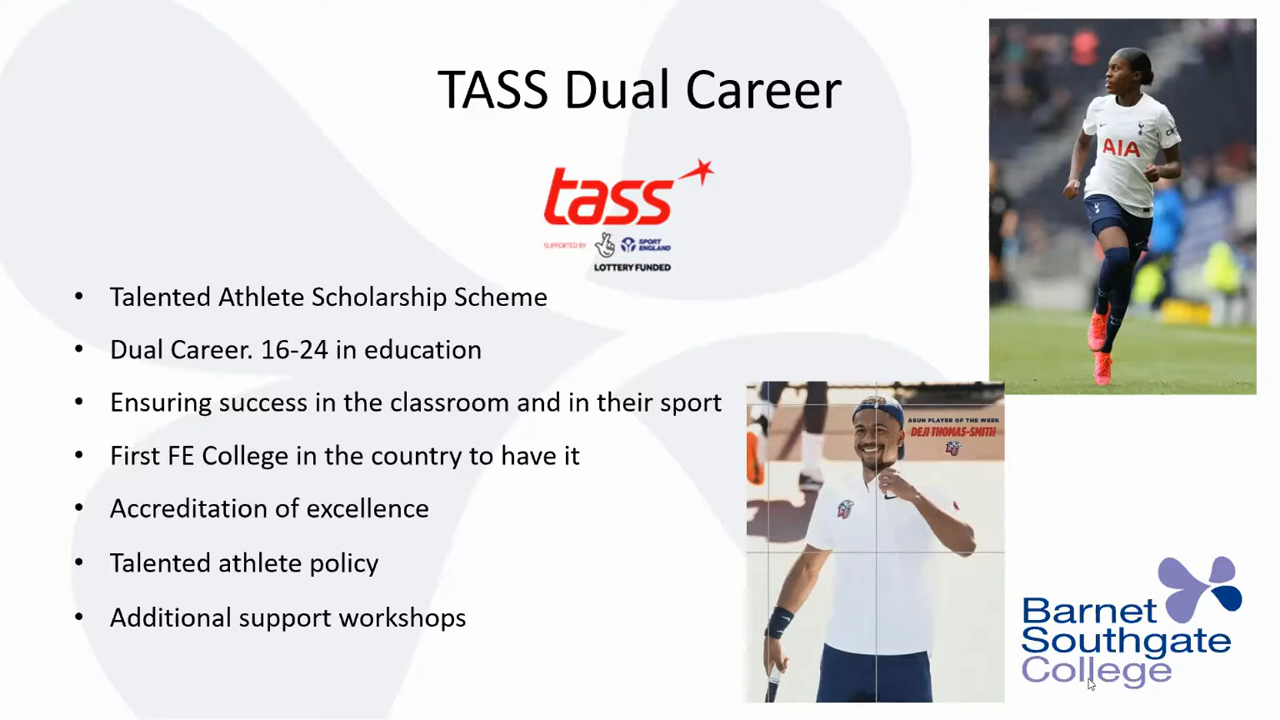 TASS Dual Career
tass
SUPPORTED BY
SPORT
ENGLAND
LOTTERY FUNDED
• Talented Athlete Scholarship Scheme
• Dual Career. 16-24 in education
• Ensuring success in the classroom and in their sport
• First FE College in the country to have it
• Accreditation of excellence
• Talented athlete policy
• Additional support workshops
AIA
ASUN PLAYER OF THE WEEK
DEJI THOMAS-SMITH
LU
Barnet
Southgate
College